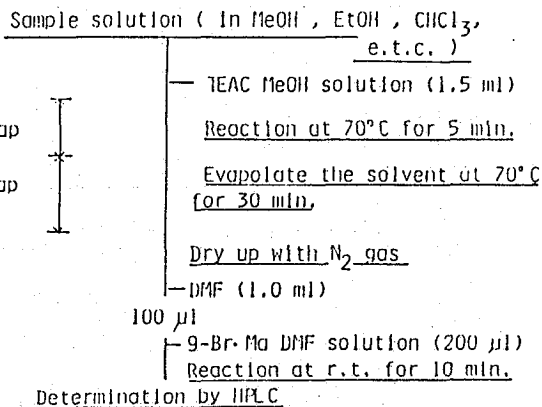 Sample solution ( in MeOH , EtOH , CHCl3,
e.t.c. )
TEAC MeOH solution (1.5 ml)
ap
Reaction at 70°C for 5 min.
ap
Evapolate the solvent at 70°C
for 30 min.
Dry up with N2 gas
DMF (1.0 ml)
100 µl
9-Br·Ma DMF solution (200 µl)
Reaction at r.t. for 10 min.
Determination by HPLC